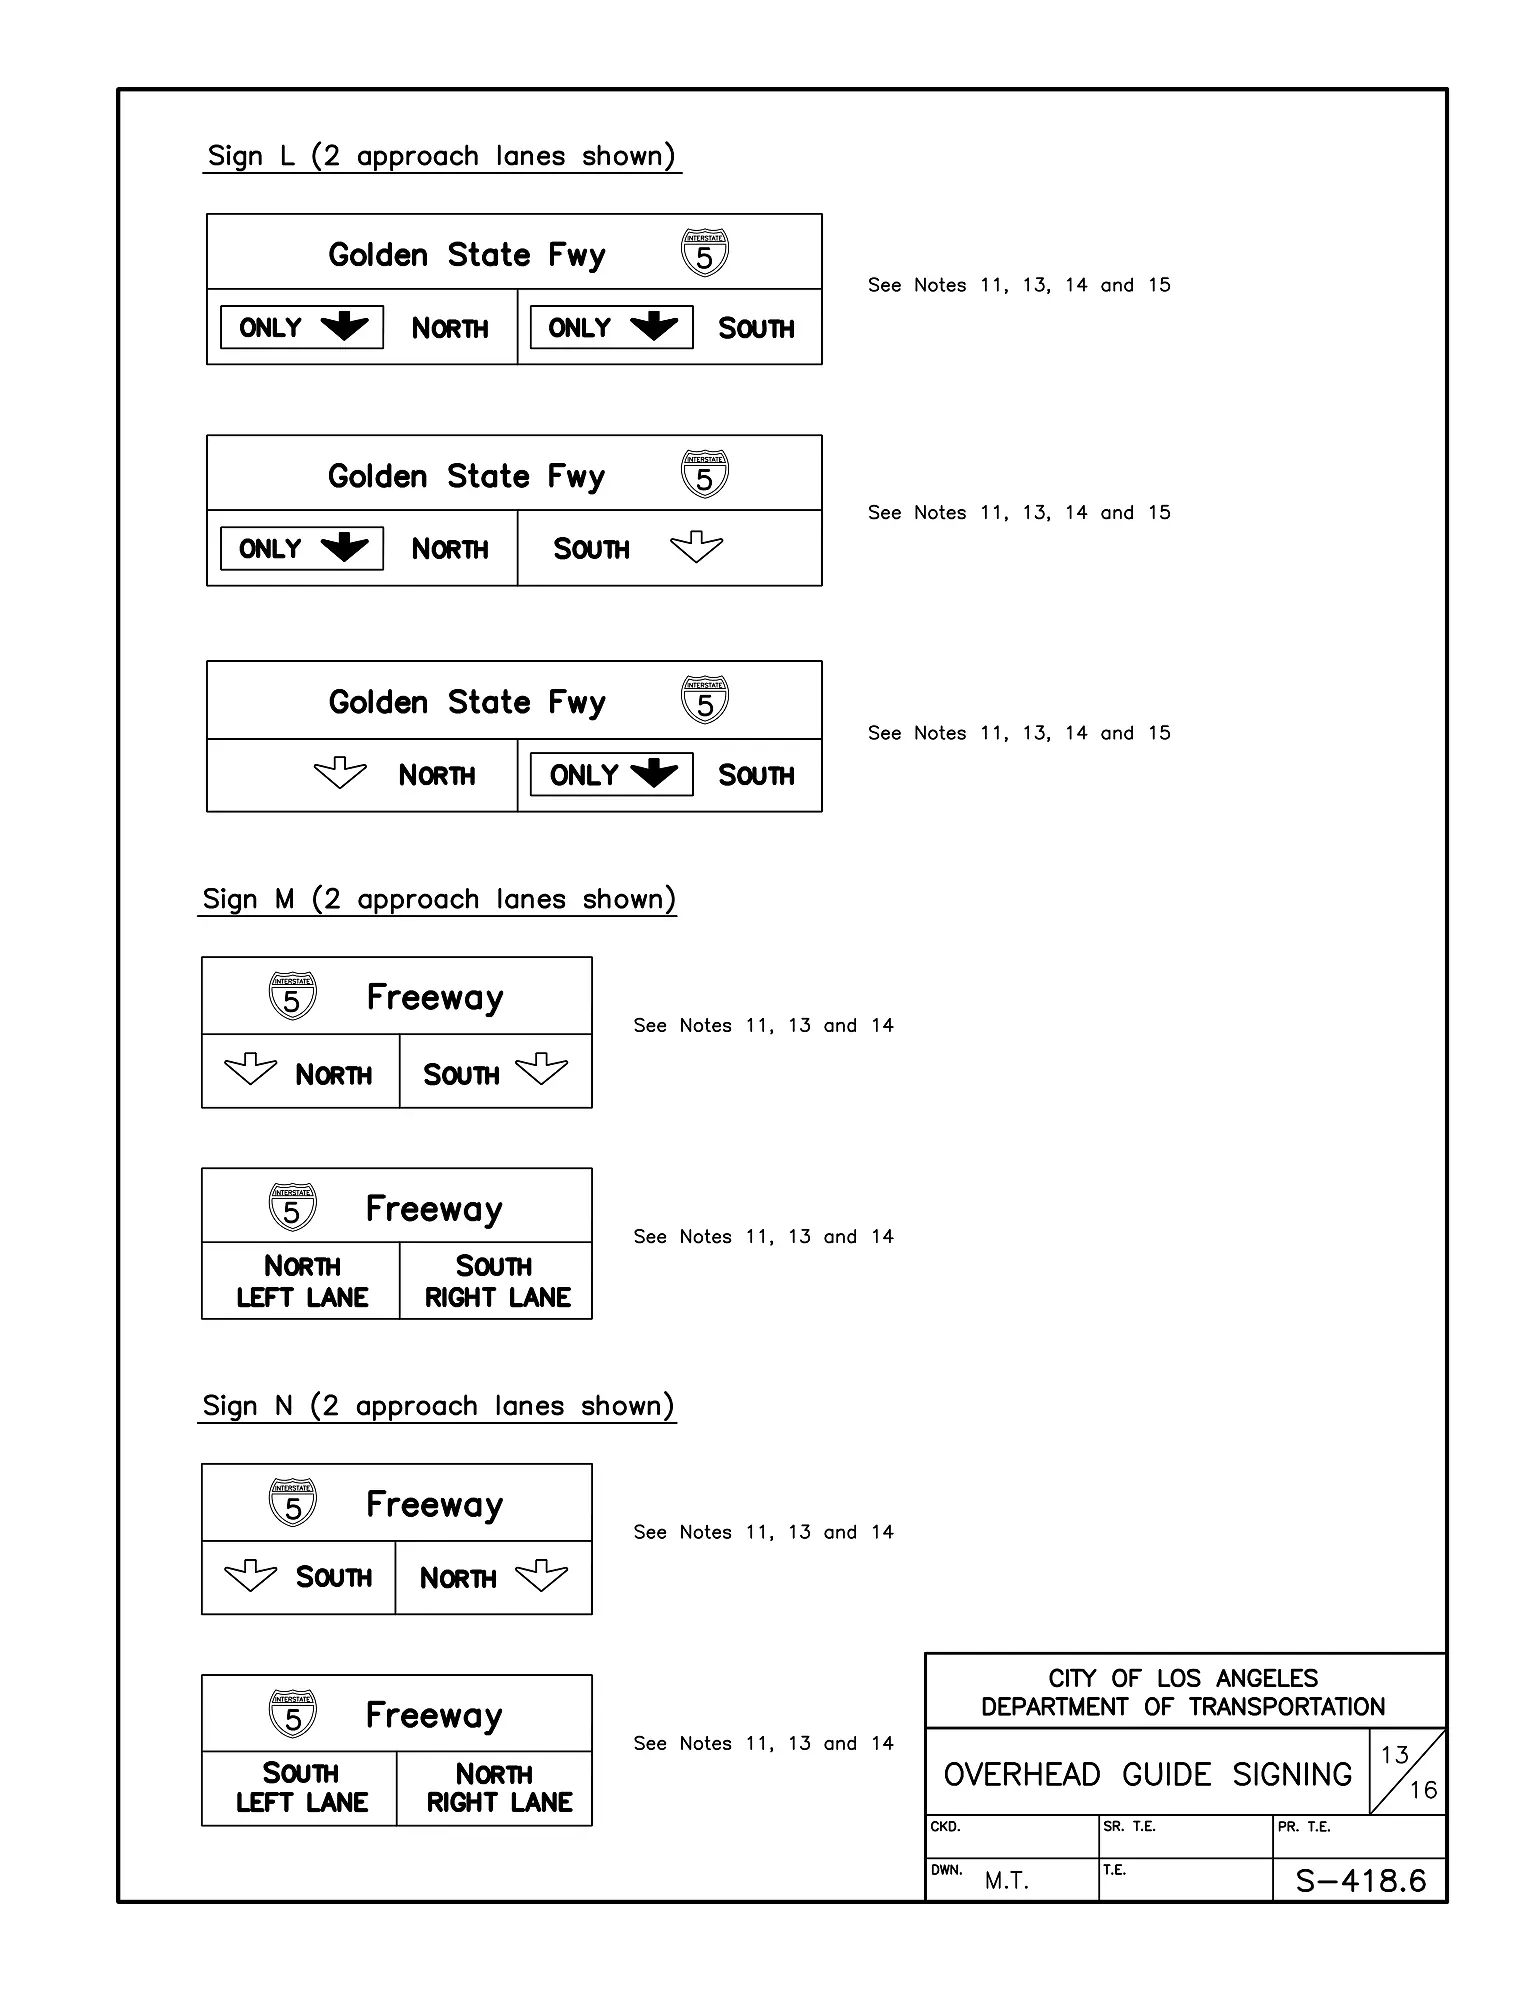 Sign L (2 approach lanes shown)
Golden State Fwy INTERSTATE 5
See Notes 11, 13, 14 and 15
ONLY NORTH ONLY SOUTH
Golden State Fwy INTERSTATE 5
See Notes 11, 13, 14 and 15
ONLY NORTH SOUTH
Golden State Fwy INTERSTATE 5
See Notes 11, 13, 14 and 15
NORTH ONLY SOUTH
Sign M (2 approach lanes shown)
INTERSTATE 5 Freeway
See Notes 11, 13 and 14
NORTH SOUTH
INTERSTATE 5 Freeway
See Notes 11, 13 and 14
NORTH SOUTH
LEFT LANE RIGHT LANE
Sign N (2 approach lanes shown)
INTERSTATE 5 Freeway
See Notes 11, 13 and 14
SOUTH NORTH
INTERSTATE 5 Freeway
See Notes 11, 13 and 14
SOUTH NORTH
LEFT LANE RIGHT LANE
CITY OF LOS ANGELES
DEPARTMENT OF TRANSPORTATION
OVERHEAD GUIDE SIGNING 13/16
CKD. SR. T.E. PR. T.E.
DWN. M.T. T.E. S-418.6